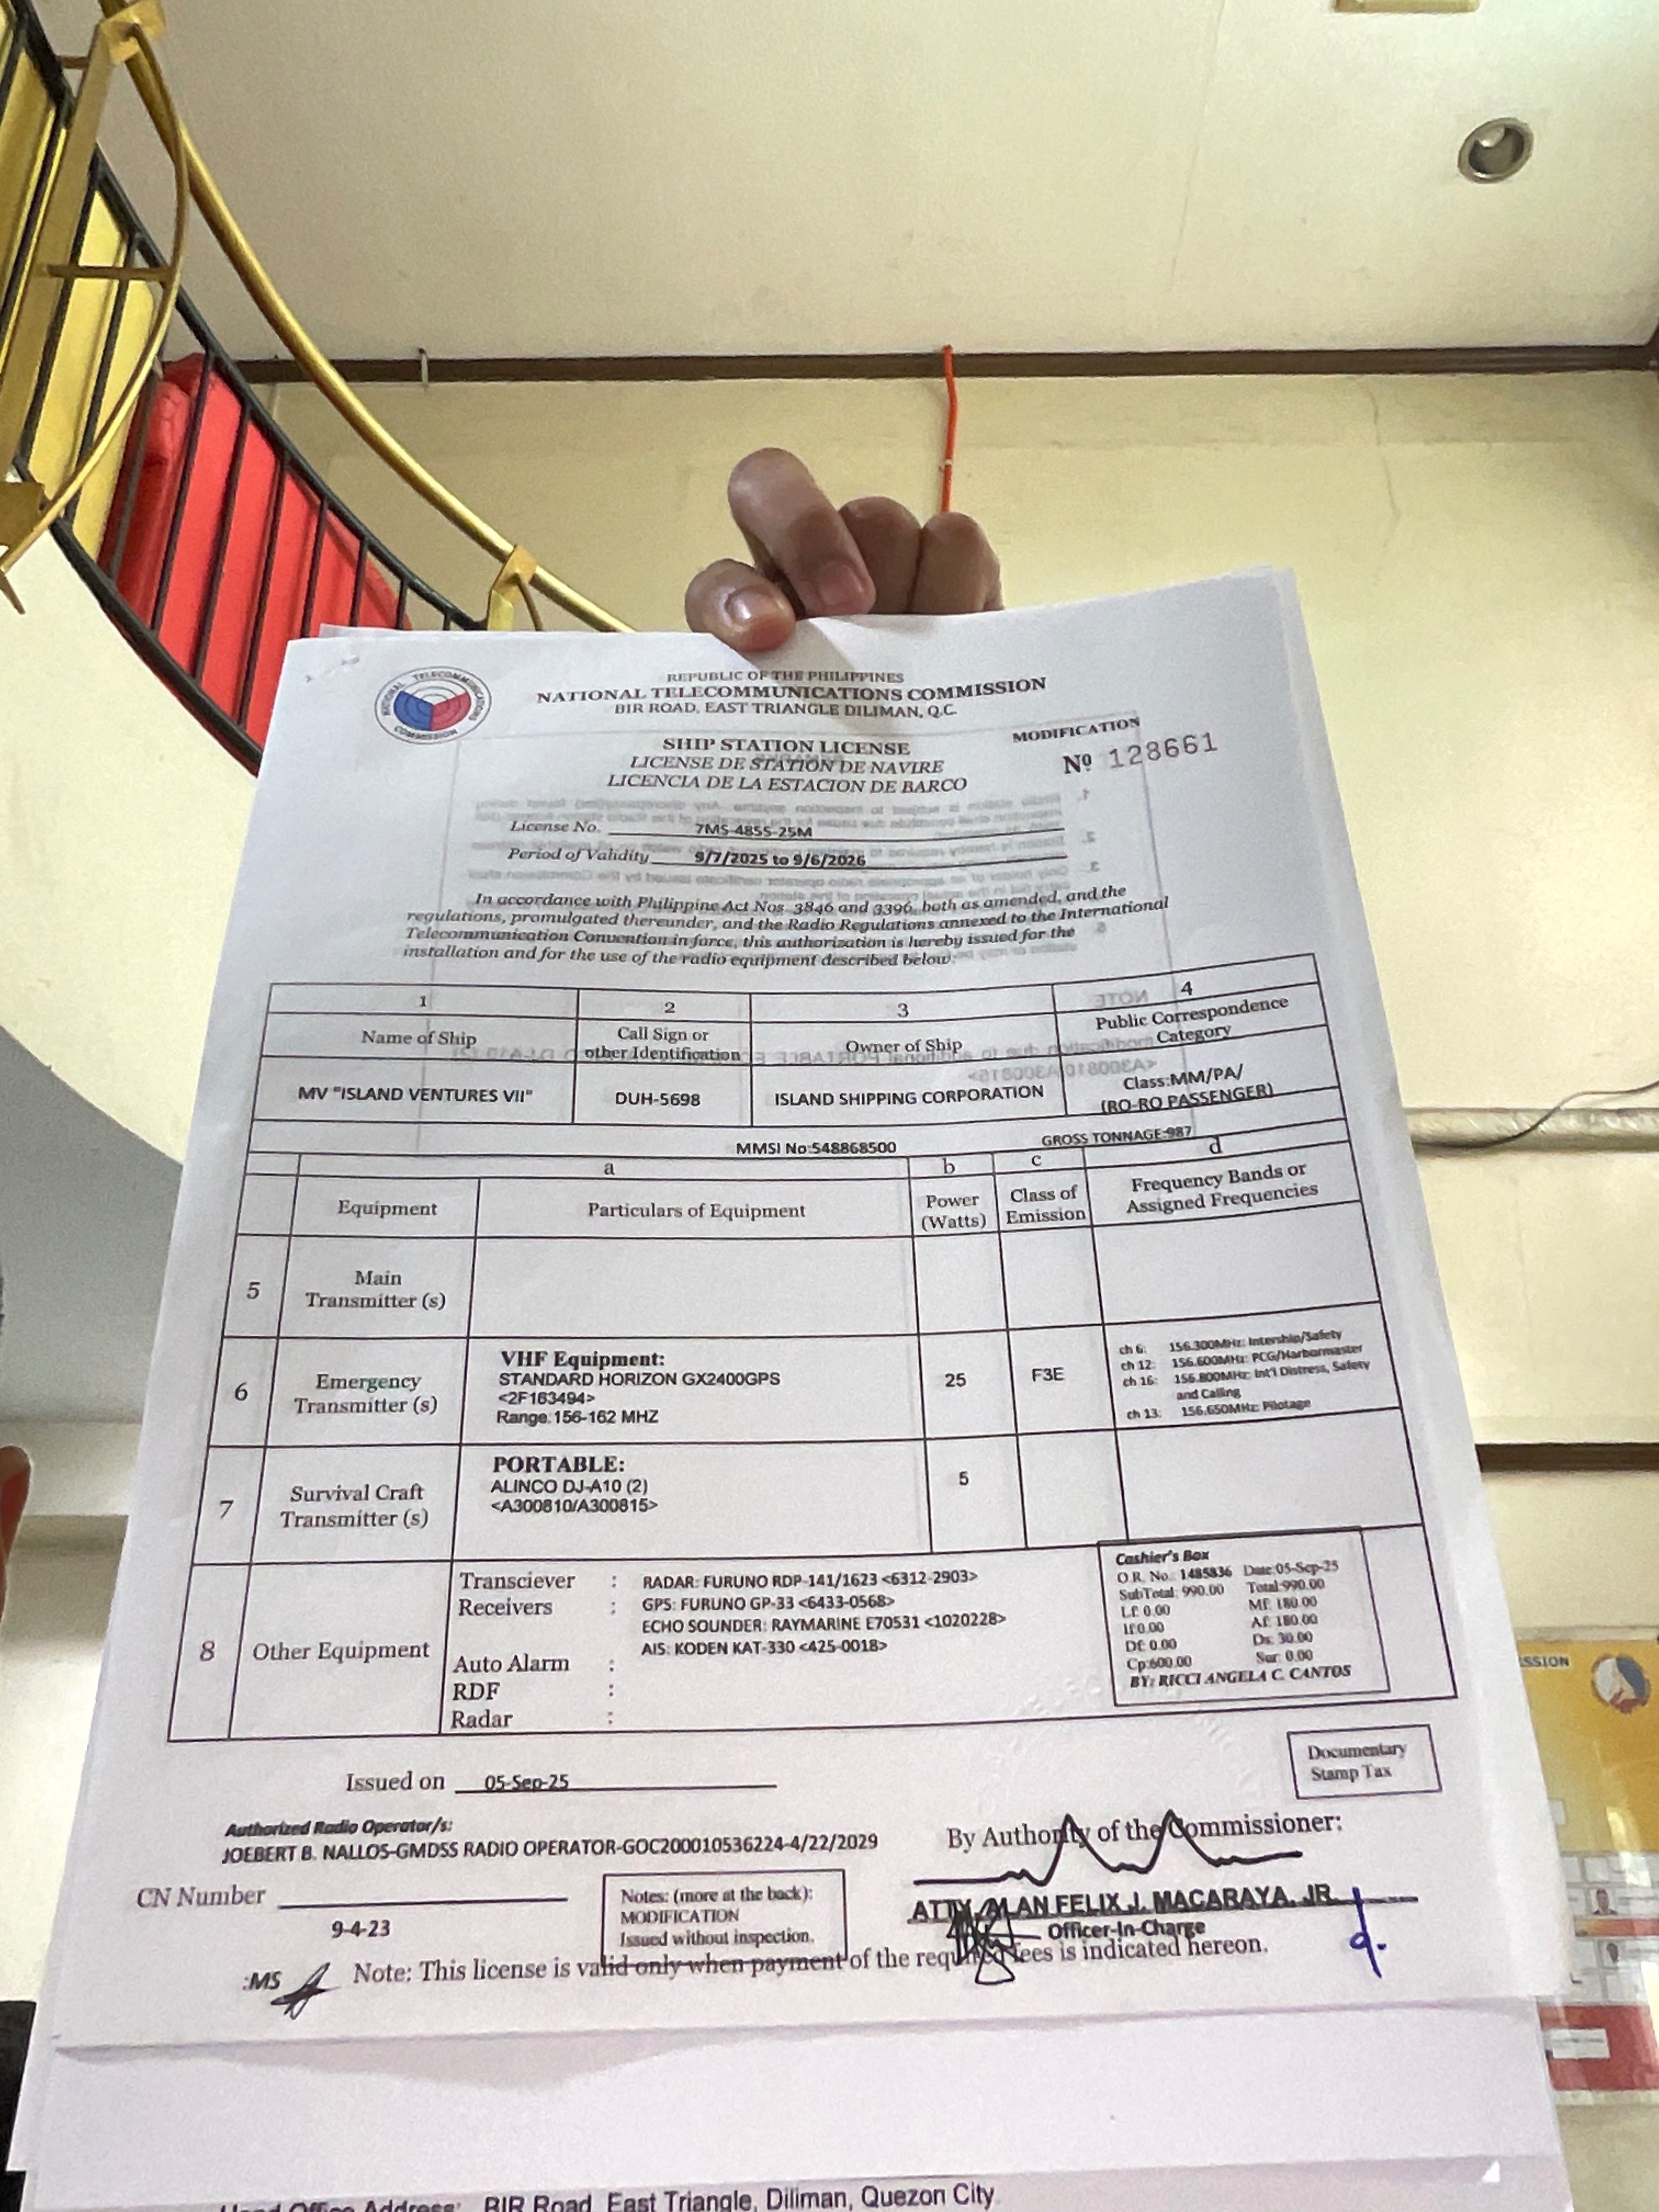 NATIONAL TELECOMMUNICATIONS COMMISSION
REPUBLIC OF THE PHILIPPINES
NATIONAL TELECOMMUNICATIONS COMMISSION
BIR ROAD, EAST TRIANGLE DILIMAN, Q.C.
MODIFICATION
Nº 128661
SHIP STATION LICENSE
LICENSE DE STATION DE NAVIRE
LICENCIA DE LA ESTACION DE BARCO
License No. 7MS-4855-25M
Period of Validity 9/7/2025 to 9/6/2026
In accordance with Philippine Act Nos. 3846 and 3396, both as amended, and the
regulations, promulgated thereunder, and the Radio Regulations annexed to the International
Telecommunication Convention in force, this authorization is hereby issued for the
installation and for the use of the radio equipment described below:
1 2 3 4
Name of Ship
Call Sign or
other Identification
Owner of Ship
Public Correspondence
Category
MV "ISLAND VENTURES VII"
DUH-5698
ISLAND SHIPPING CORPORATION
Class:MM/PA/
(RO-RO PASSENGER)
MMSI No:548868500 GROSS TONNAGE:987
a b c d
Equipment
Particulars of Equipment
Power
(Watts)
Class of
Emission
Frequency Bands or
Assigned Frequencies
5
Main
Transmitter (s)
6
Emergency
Transmitter (s)
VHF Equipment:
STANDARD HORIZON GX2400GPS
<2F163494>
Range:156-162 MHZ
25
F3E
ch 6: 156.300MHz: Intership/Safety
ch 12: 156.600MHz: PCG/Harbormaster
ch 16: 156.800MHz: Int'l Distress, Safety
and Calling
ch 13: 156.650MHz: Pilotage
7
Survival Craft
Transmitter (s)
PORTABLE:
ALINCO DJ-A10 (2)
<A300810/A300815>
5
8
Other Equipment
Transciever : RADAR: FURUNO RDP-141/1623 <6312-2903>
Receivers : GPS: FURUNO GP-33 <6433-0568>
ECHO SOUNDER: RAYMARINE E70531 <1020228>
AIS: KODEN KAT-330 <425-0018>
Auto Alarm :
RDF :
Radar :
Cashier's Box
O.R. No.: 1485836 Date:05-Sep-25
SubTotal: 990.00 Total:990.00
Lf: 0.00 Mf: 180.00
If:0.00 Af: 180.00
Df: 0.00 Ds: 30.00
Cp:600.00 Sur: 0.00
BY: RICCI ANGELA C. CANTOS
Documentary
Stamp Tax
Issued on 05-Sep-25
Authorized Radio Operator/s:
JOEBERT B. NALLOS-GMDSS RADIO OPERATOR-GOC200010536224-4/22/2029
By Authority of the Commissioner:
CN Number
9-4-23
Notes: (more at the back):
MODIFICATION
Issued without inspection.
ATTY. ALAN FELIX J. MACARAYA, JR.
Officer-In-Charge
:MS
Note: This license is valid only when payment of the required fees is indicated hereon.
Head Office Address: BIR Road, East Triangle, Diliman, Quezon City
SSION